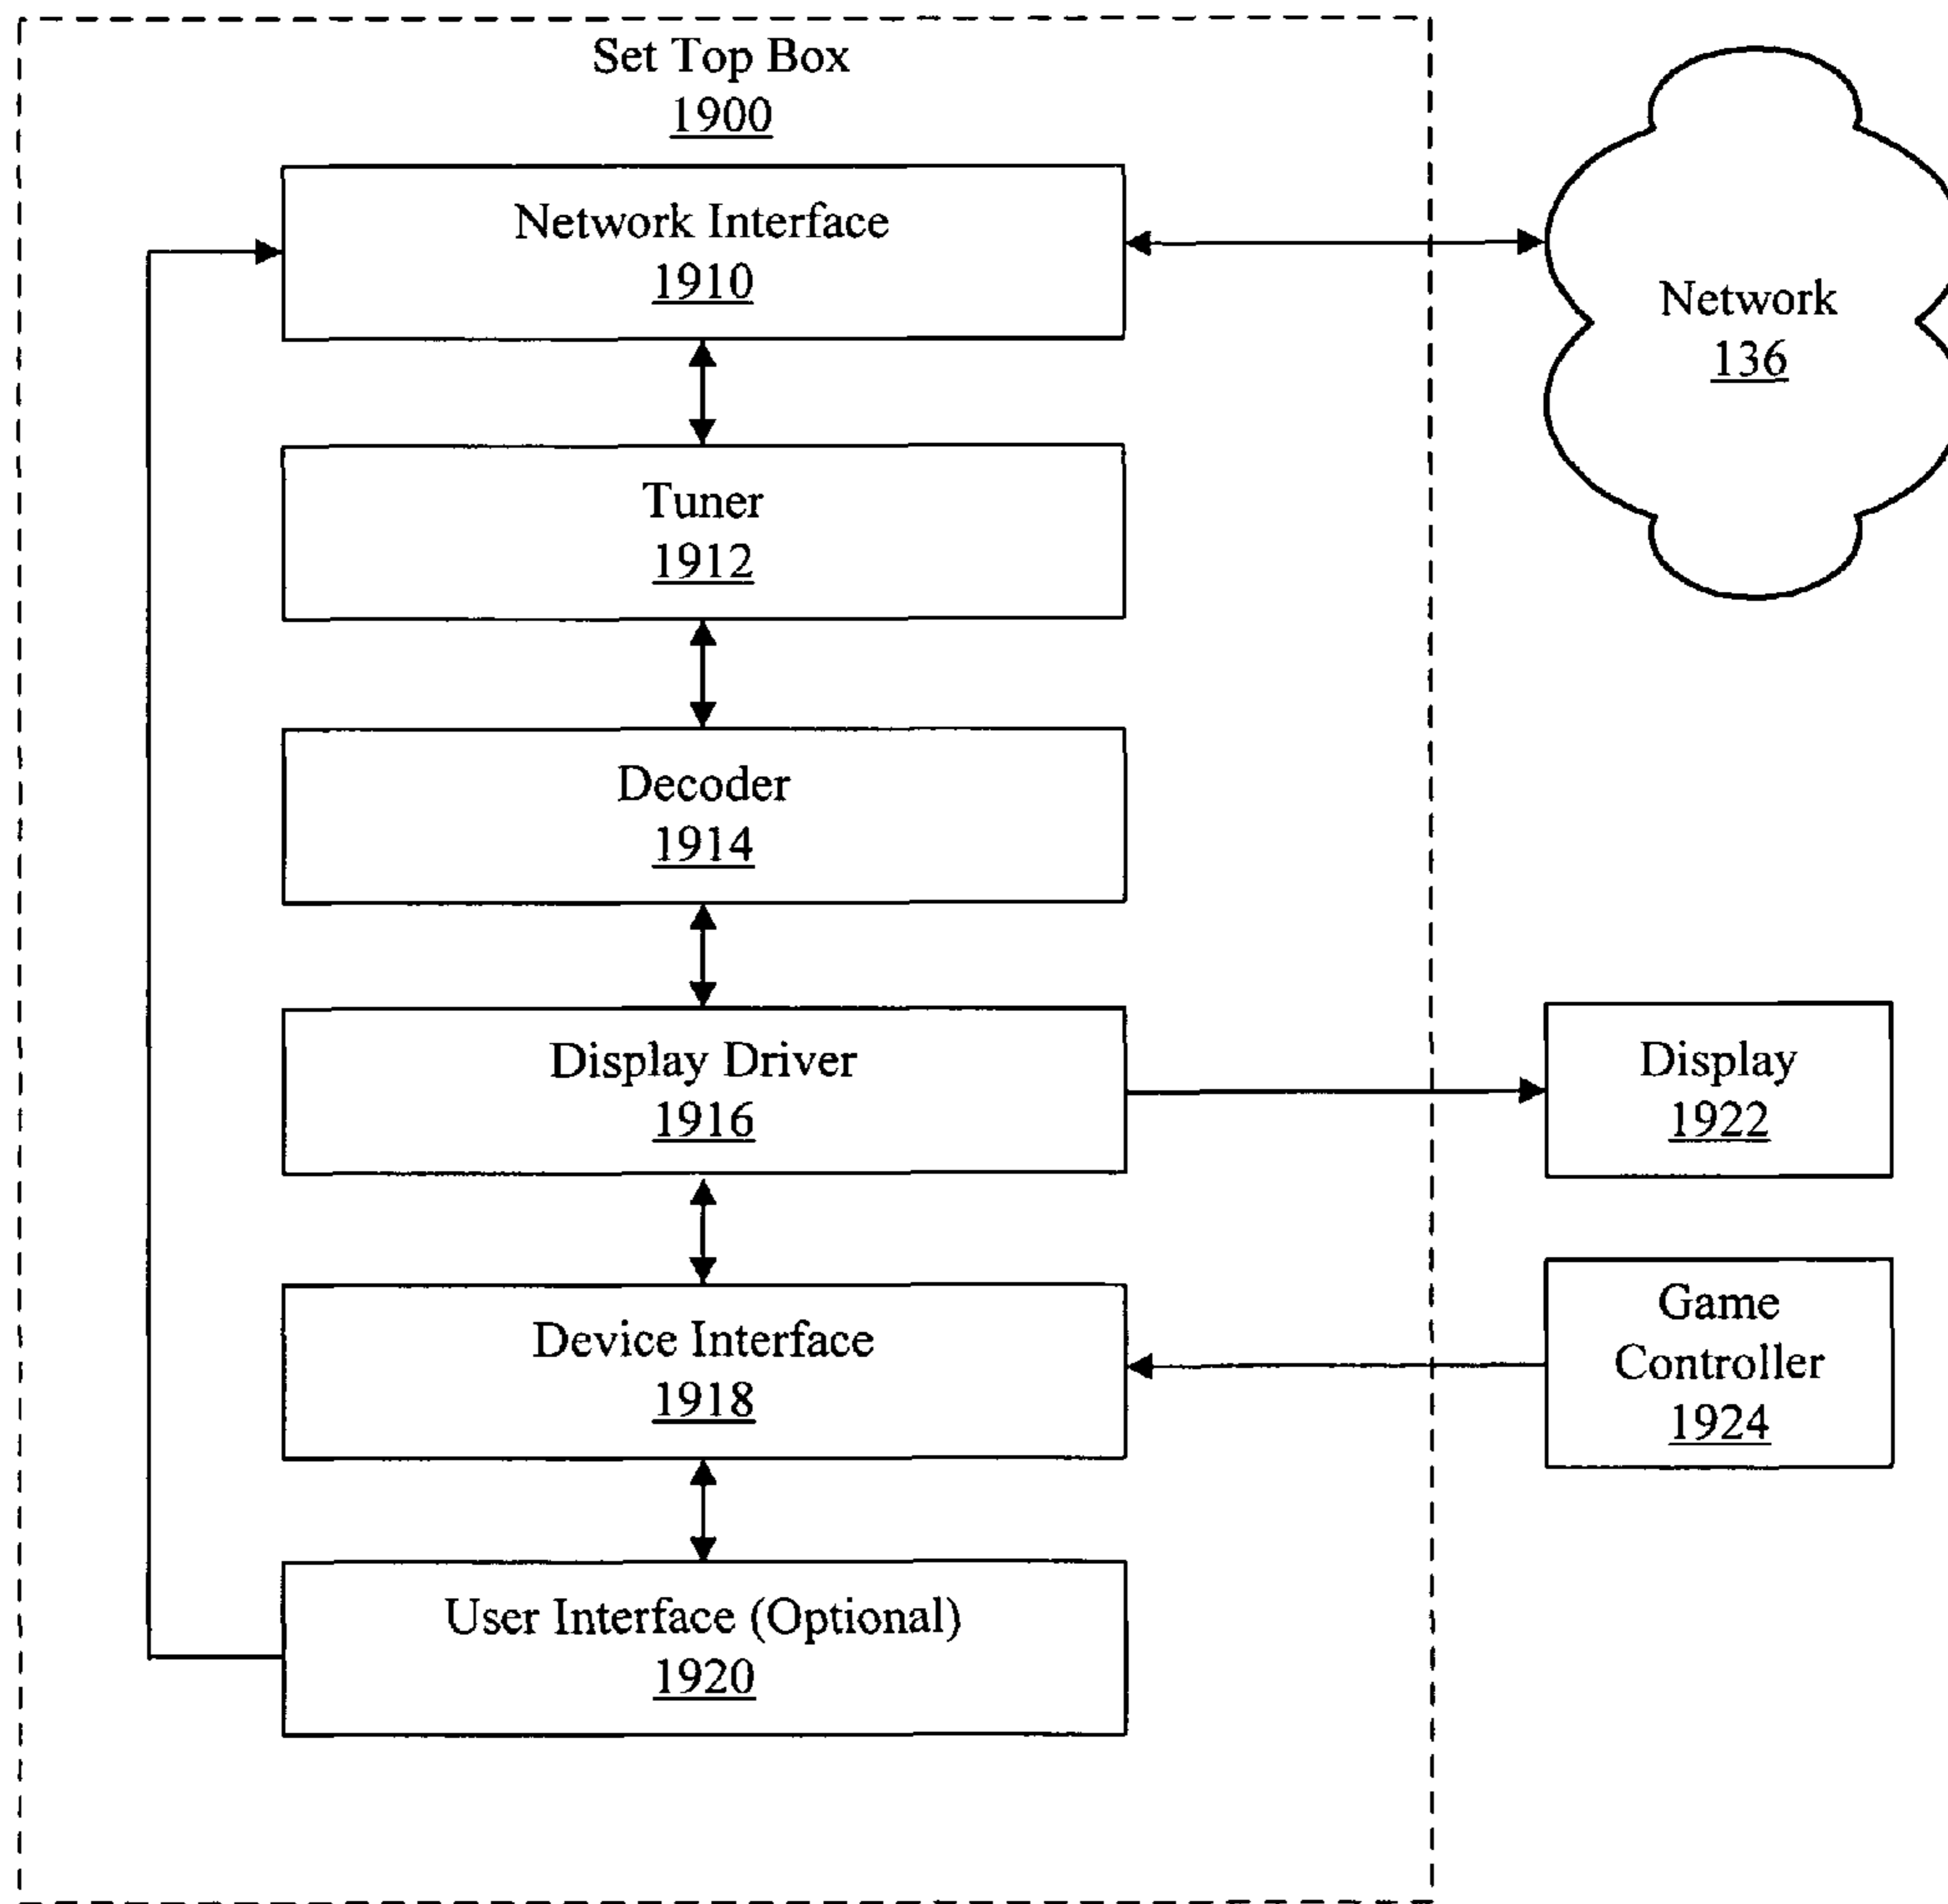 Set Top Box
1900
Network Interface
1910
Network
136
Tuner
1912
Decoder
1914
Display Driver
1916
Display
1922
Device Interface
1918
Game
Controller
1924
User Interface (Optional)
1920